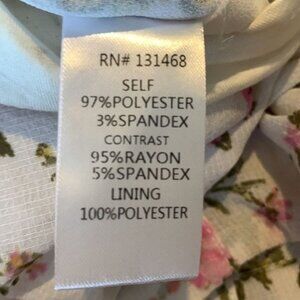 RN# 131468
SELF
97%POLYESTER
3%SPANDEX
CONTRAST
95%RAYON
5%SPANDEX
LINING
100%POLYESTER